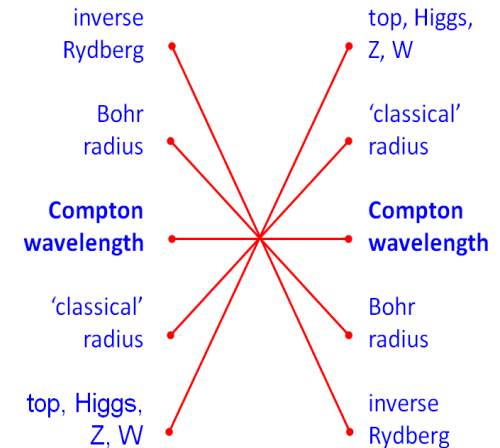 inverse
Rydberg
top, Higgs,
Z, W
Bohr
radius
‘classical’
radius
Compton
wavelength
Compton
wavelength
‘classical’
radius
Bohr
radius
top, Higgs,
Z, W
inverse
Rydberg